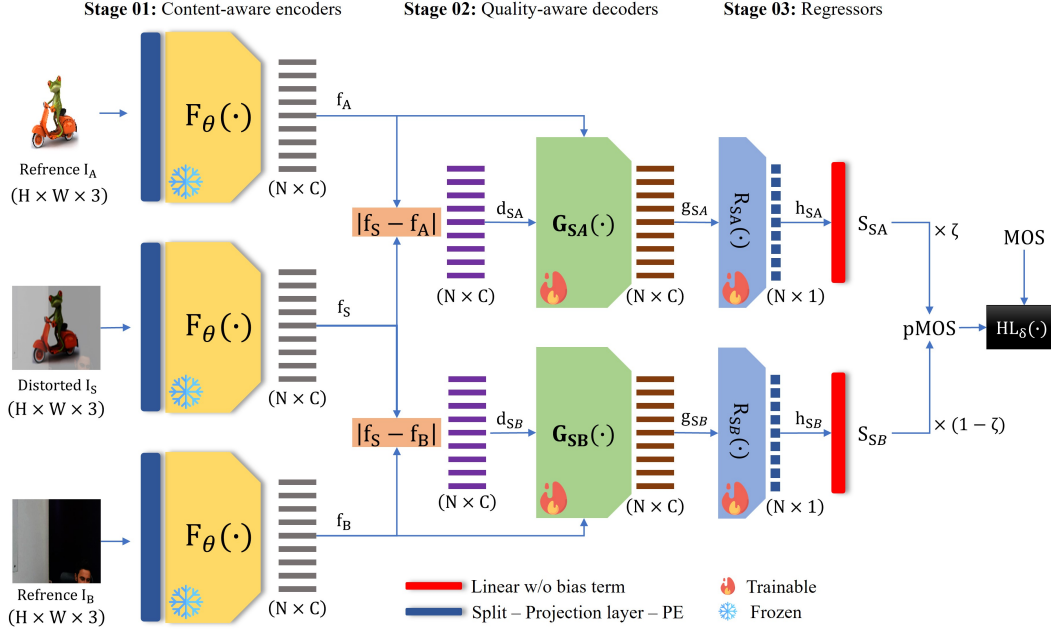 Stage 01: Content-aware encoders
Stage 02: Quality-aware decoders
Stage 03: Regressors
Refrence I_A
(H × W × 3)
F_θ(·)
(N × C)
f_A
|f_S − f_A|
(N × C)
d_SA
G_SA(·)
(N × C)
g_SA
R_SA(·)
(N × 1)
h_SA
S_SA
× ζ
MOS
Distorted I_S
(H × W × 3)
F_θ(·)
(N × C)
f_S
pMOS
HL_δ(·)
|f_S − f_B|
(N × C)
d_SB
G_SB(·)
(N × C)
g_SB
R_SB(·)
(N × 1)
h_SB
S_SB
× (1 − ζ)
Refrence I_B
(H × W × 3)
F_θ(·)
(N × C)
f_B
Linear w/o bias term
Split – Projection layer – PE
Trainable
Frozen